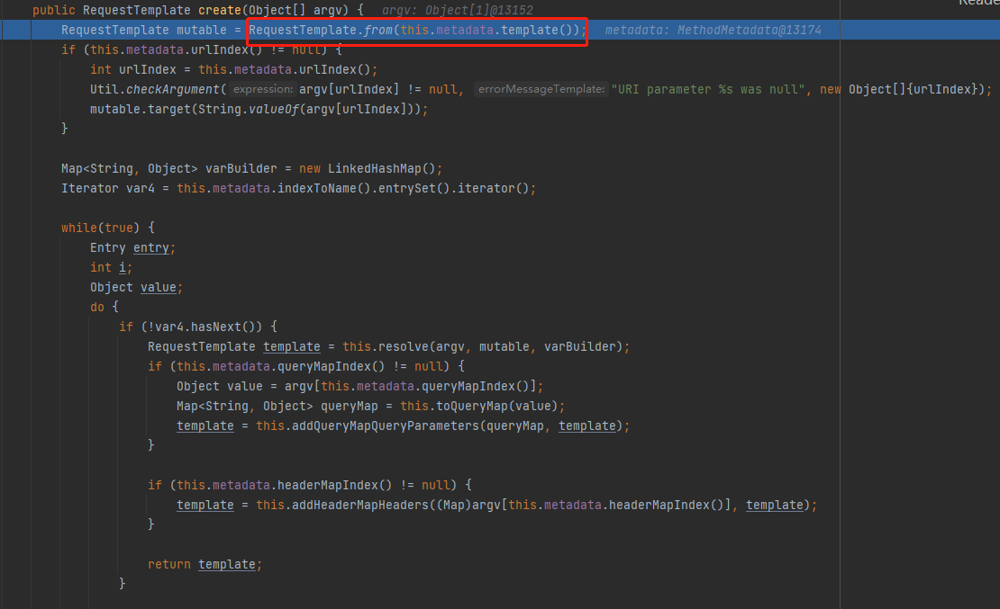 Reade
public RequestTemplate create(Object[] argv) {   argv: Object[1]@13152
    RequestTemplate mutable = RequestTemplate.from(this.metadata.template());   metadata: MethodMetadata@13174
    if (this.metadata.urlIndex() != null) {
        int urlIndex = this.metadata.urlIndex();
        Util.checkArgument( expression: argv[urlIndex] != null, errorMessageTemplate: "URI parameter %s was null", new Object[]{urlIndex});
        mutable.target(String.valueOf(argv[urlIndex]));
    }
    Map<String, Object> varBuilder = new LinkedHashMap();
    Iterator var4 = this.metadata.indexToName().entrySet().iterator();
    while(true) {
        Entry entry;
        int i;
        Object value;
        do {
            if (!var4.hasNext()) {
                RequestTemplate template = this.resolve(argv, mutable, varBuilder);
                if (this.metadata.queryMapIndex() != null) {
                    Object value = argv[this.metadata.queryMapIndex()];
                    Map<String, Object> queryMap = this.toQueryMap(value);
                    template = this.addQueryMapQueryParameters(queryMap, template);
                }
                if (this.metadata.headerMapIndex() != null) {
                    template = this.addHeaderMapHeaders((Map)argv[this.metadata.headerMapIndex()], template);
                }
                return template;
            }